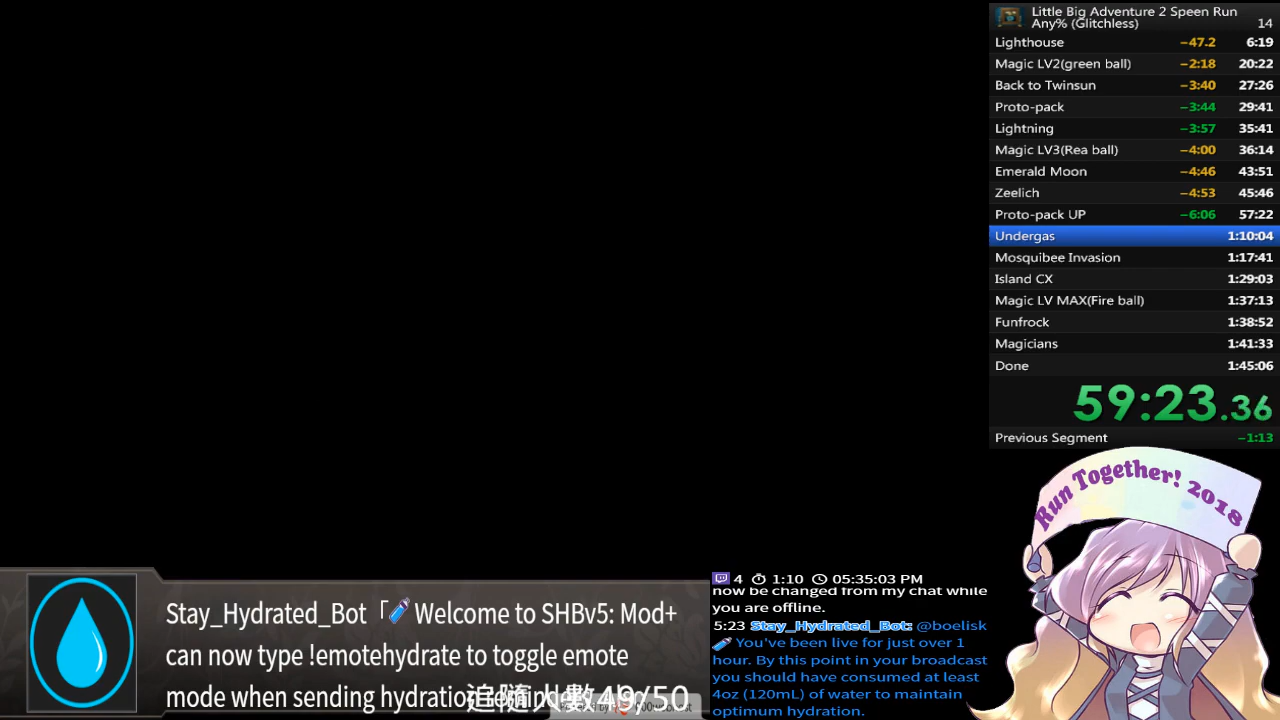 Little Big Adventure 2 Speen Run
Any% (Glitchless) 14
Lighthouse −47.2 6:19
Magic LV2(green ball) −2:18 20:22
Back to Twinsun −3:40 27:26
Proto-pack −3:44 29:41
Lightning −3:57 35:41
Magic LV3(Rea ball) −4:00 36:14
Emerald Moon −4:46 43:51
Zeelich −4:53 45:46
Proto-pack UP −6:06 57:22
Undergas 1:10:04
Mosquibee Invasion 1:17:41
Island CX 1:29:03
Magic LV MAX(Fire ball) 1:37:13
Funfrock 1:38:52
Magicians 1:41:33
Done 1:45:06
59:23.36
Previous Segment −1:13
Run Together! 2018
4 1:10 05:35:03 PM
now be changed from my chat while
you are offline.
5:23 Stay_Hydrated_Bot: @boelisk
You've been live for just over 1
hour. By this point in your broadcast
you should have consumed at least
4oz (120mL) of water to maintain
optimum hydration.
Stay_Hydrated_Bot「Welcome to SHBv5: Mod+
can now type !emotehydrate to toggle emote
mode when sending hydration
追隨人數49/50